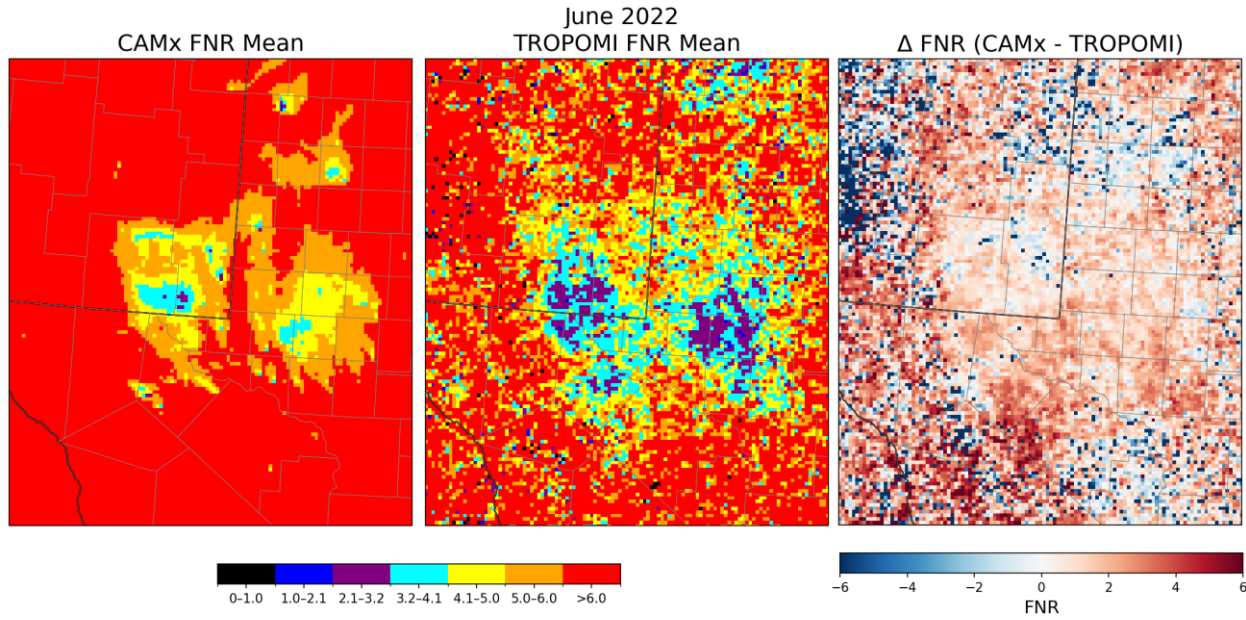 June 2022
CAMx FNR Mean
TROPOMI FNR Mean
Δ FNR (CAMx - TROPOMI)
0–1.0 1.0–2.1 2.1–3.2 3.2–4.1 4.1–5.0 5.0–6.0 >6.0
−6 −4 −2 0 2 4 6
FNR